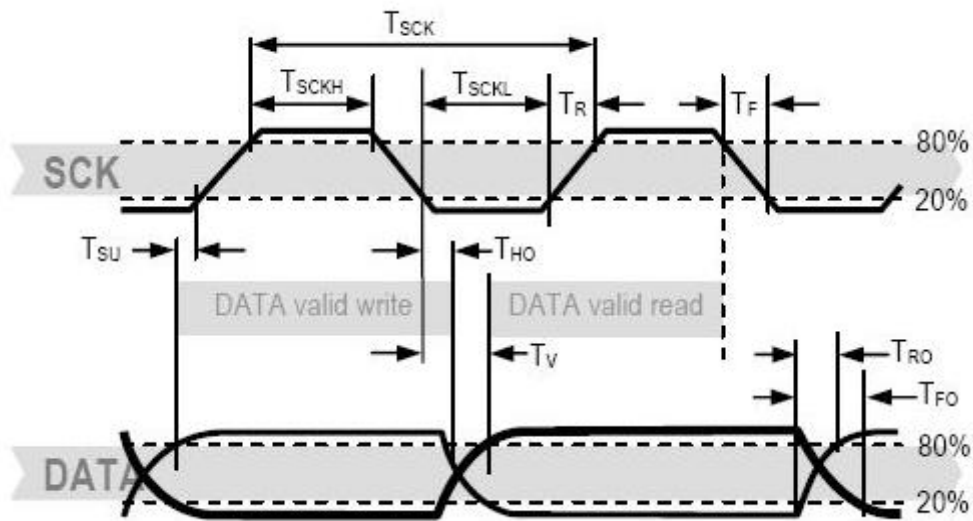 TSCK
TSCKH
TSCKL
TR
TF
80%
SCK
20%
TSU
THO
DATA valid write
DATA valid read
TV
TRO
TFO
80%
DATA
20%